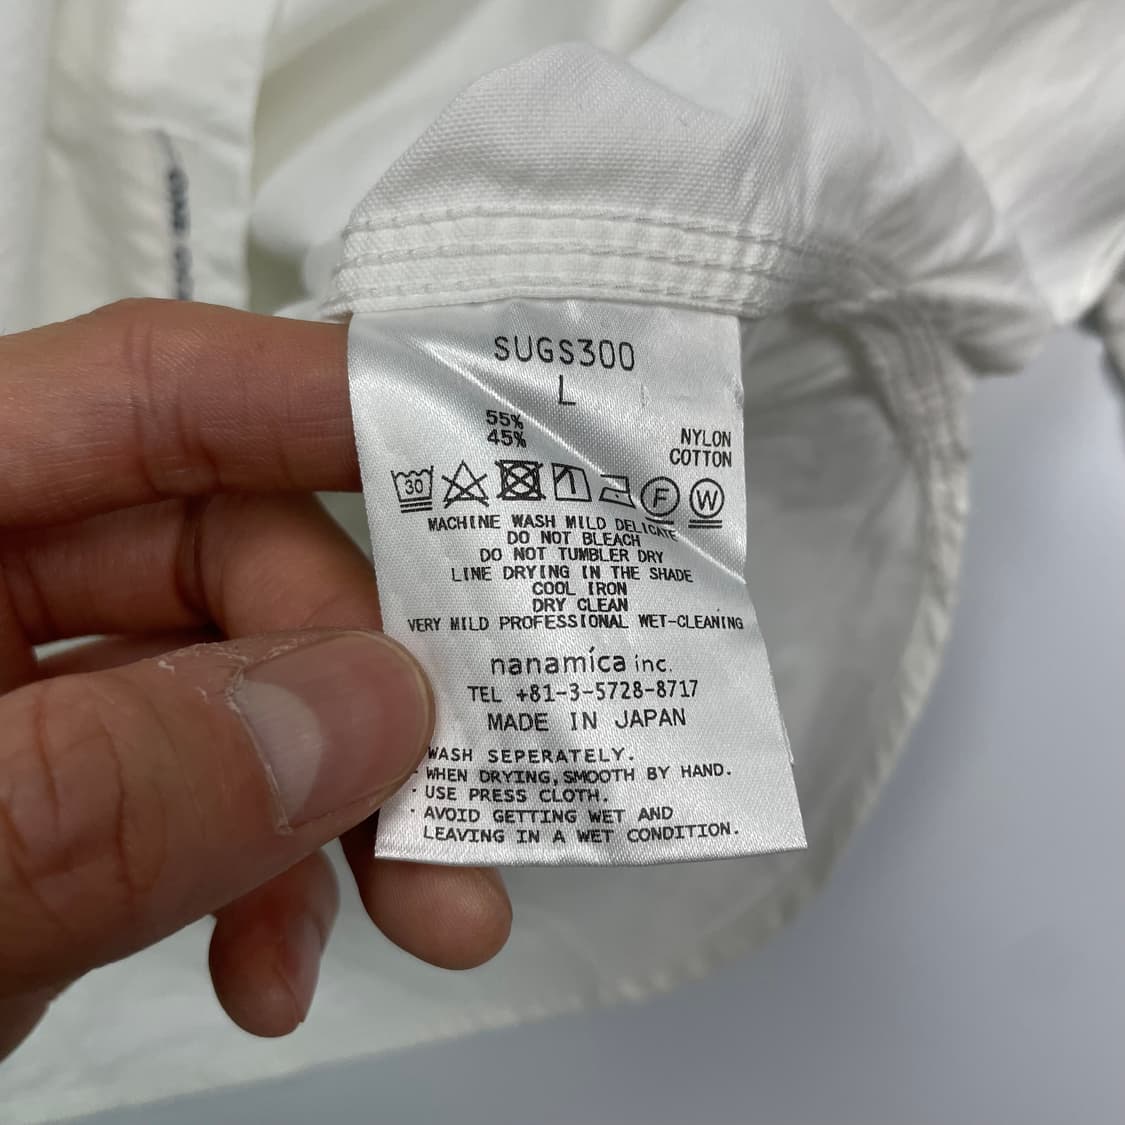 SUGS300
L
55%
45%
NYLON
COTTON
30 F W
MACHINE WASH MILD DELICATE
DO NOT BLEACH
DO NOT TUMBLER DRY
LINE DRYING IN THE SHADE
COOL IRON
DRY CLEAN
VERY MILD PROFESSIONAL WET-CLEANING
nanamíca inc.
TEL +81-3-5728-8717
MADE IN JAPAN
WASH SEPERATELY.
· WHEN DRYING, SMOOTH BY HAND.
· USE PRESS CLOTH.
· AVOID GETTING WET AND
LEAVING IN A WET CONDITION.